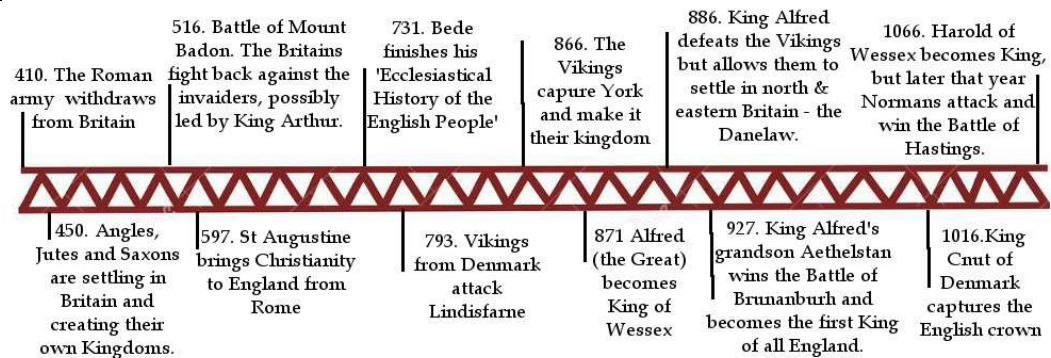 410. The Roman
army withdraws
from Britain
516. Battle of Mount
Badon. The Britains
fight back against the
invaiders, possibly
led by King Arthur.
731. Bede
finishes his
'Ecclesiastical
History of the
English People'
866. The
Vikings
capure York
and make it
their kingdom
886. King Alfred
defeats the Vikings
but allows them to
settle in north &
eastern Britain - the
Danelaw.
1066. Harold of
Wessex becomes King,
but later that year
Normans attack and
win the Battle of
Hastings.
450. Angles,
Jutes and Saxons
are settling in
Britain and
creating their
own Kingdoms.
597. St Augustine
brings Christianity
to England from
Rome
793. Vikings
from Denmark
attack
Lindisfarne
871 Alfred
(the Great)
becomes
King of
Wessex
927. King Alfred's
grandson Aethelstan
wins the Battle of
Brunanburh and
becomes the first King
of all England.
1016.King
Cnut of
Denmark
captures the
English crown